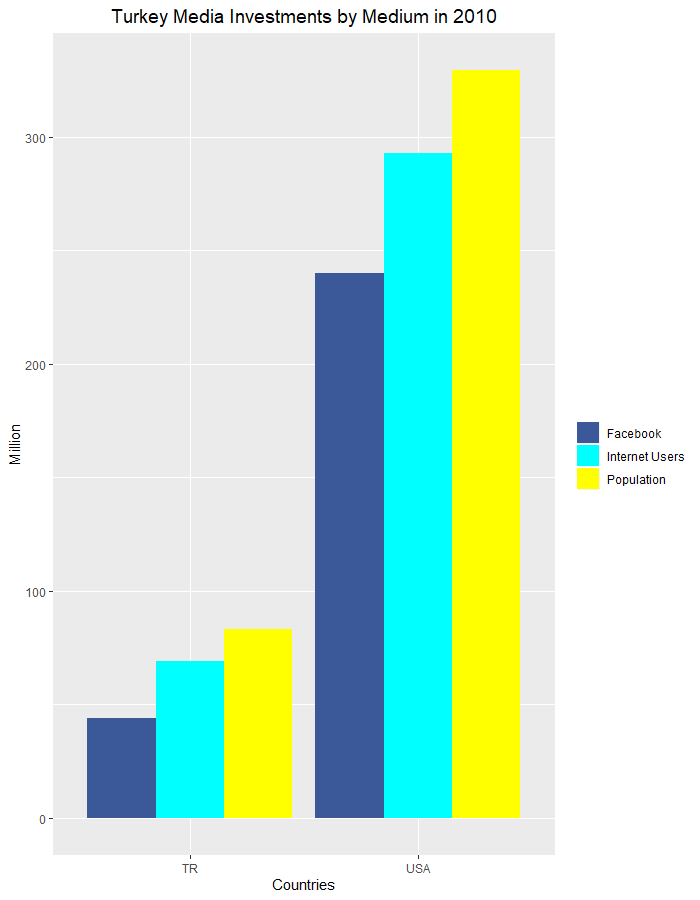 Turkey Media Investments by Medium in 2010
Million
300
200
100
0
TR
USA
Countries
Facebook
Internet Users
Population